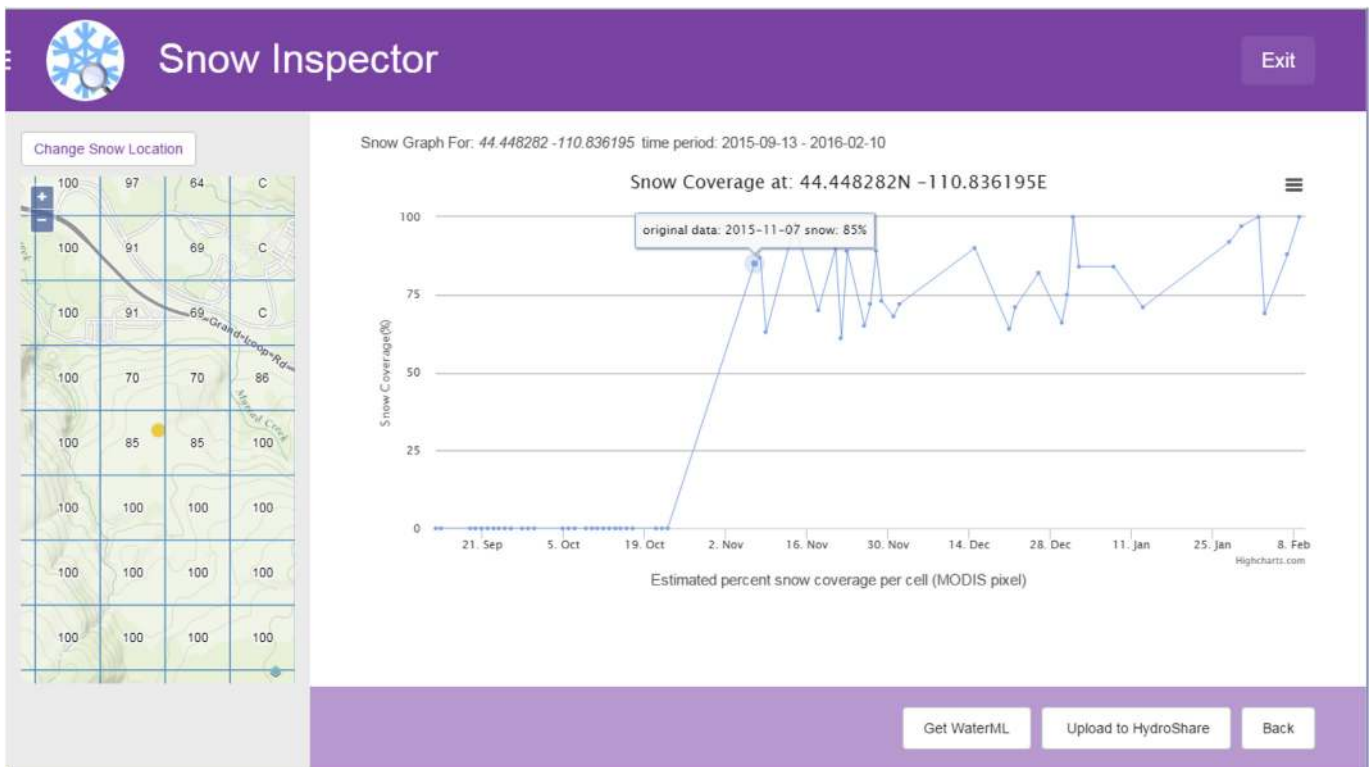 Snow Inspector
Exit
Change Snow Location
+
-
100 97 64 C
100 91 69 C
100 91 69 C
Grand Loop Rd
100 70 70 86
100 85 85 100
100 100 100 100
100 100 100 100
100 100 100 100
Snow Graph For: 44.448282 -110.836195 time period: 2015-09-13 - 2016-02-10
Snow Coverage at: 44.448282N -110.836195E
original data: 2015-11-07 snow: 85%
Snow Coverage(%)
100
75
50
25
0
21. Sep 5. Oct 19. Oct 2. Nov 16. Nov 30. Nov 14. Dec 28. Dec 11. Jan 25. Jan 8. Feb
Highcharts.com
Estimated percent snow coverage per cell (MODIS pixel)
Get WaterML Upload to HydroShare Back